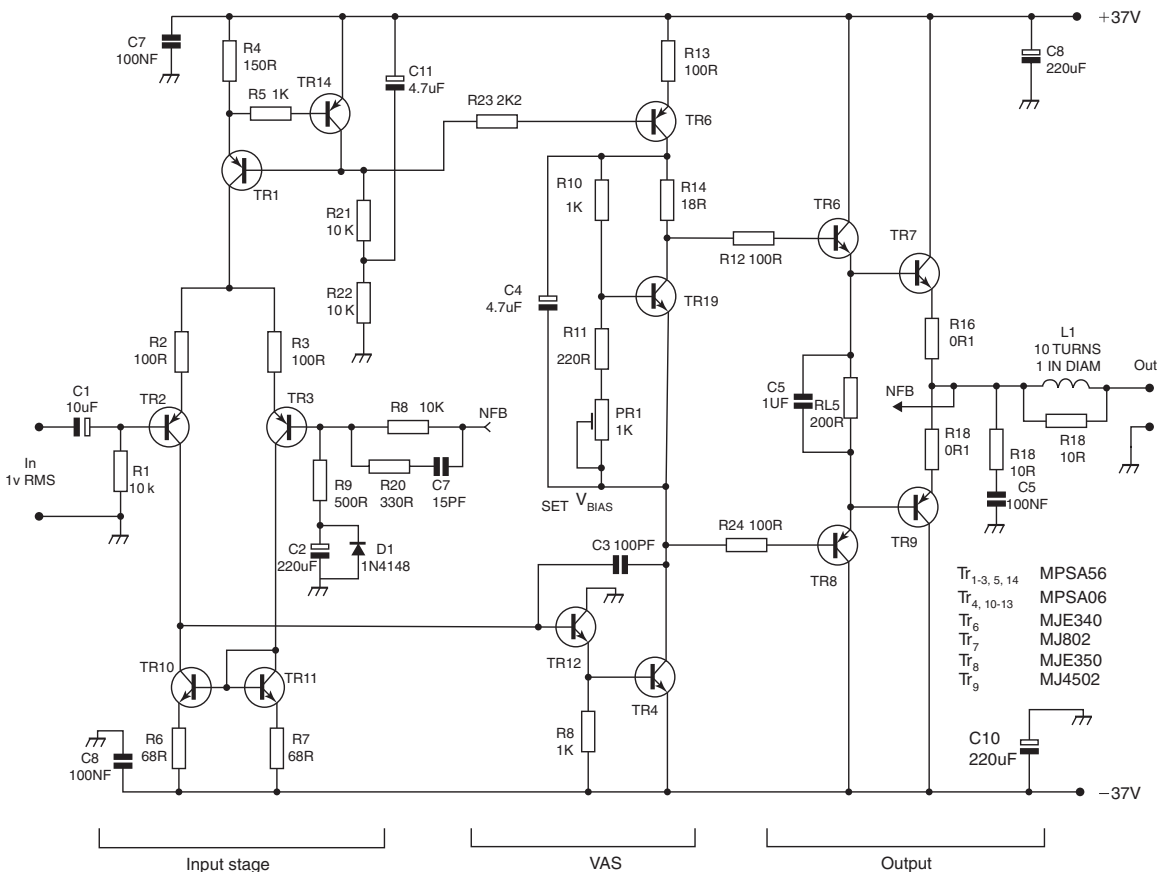 +37V
C7
100NF
R4
150R
TR14
C11
4.7uF
R13
100R
C8
220uF
R5 1K
R23 2K2
TR6
TR1
R10
1K
R14
18R
TR6
R21
10 K
TR7
R12 100R
R22
10 K
C4
4.7uF
TR19
R2
100R
R3
100R
R11
220R
R16
0R1
L1
10 TURNS
1 IN DIAM
Out
C1
10uF
TR2
TR3
R8 10K
NFB
PR1
1K
C5
1UF
RL5
200R
NFB
In
1v RMS
R1
10 k
R9
500R
R20
330R
C7
15PF
R18
0R1
R18
10R
R18
10R
C5
100NF
SET VBIAS
R24 100R
C2
220uF
D1
1N4148
C3 100PF
TR8
TR9
Tr1-3, 5, 14 MPSA56
Tr4, 10-13 MPSA06
Tr6 MJE340
Tr7 MJ802
Tr8 MJE350
Tr9 MJ4502
TR10
TR11
TR12
TR4
R6
68R
R7
68R
R8
1K
C8
100NF
C10
220uF
−37V
Input stage
VAS
Output